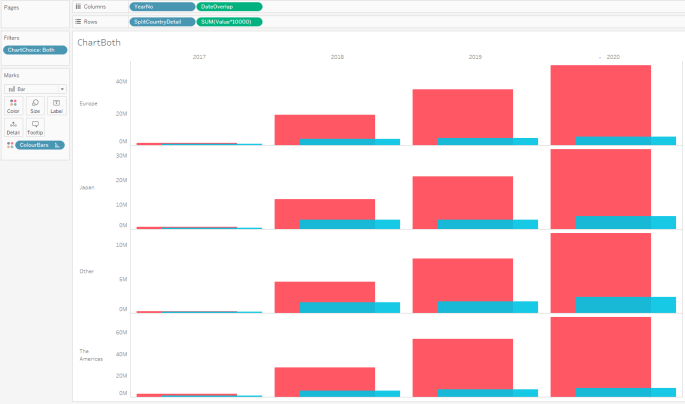 Pages
Columns
YearNo
DateOverlap
Rows
SplitCountryDetail
SUM(Value*10000)
Filters
ChartChoice: Both
Marks
Bar
Color
Size
Label
Detail
Tooltip
ColourBars
ChartBoth
2017
2018
2019
2020
Europe
40M
20M
0M
Japan
30M
20M
10M
0M
Other
10M
5M
0M
The
Americas
60M
40M
20M
0M